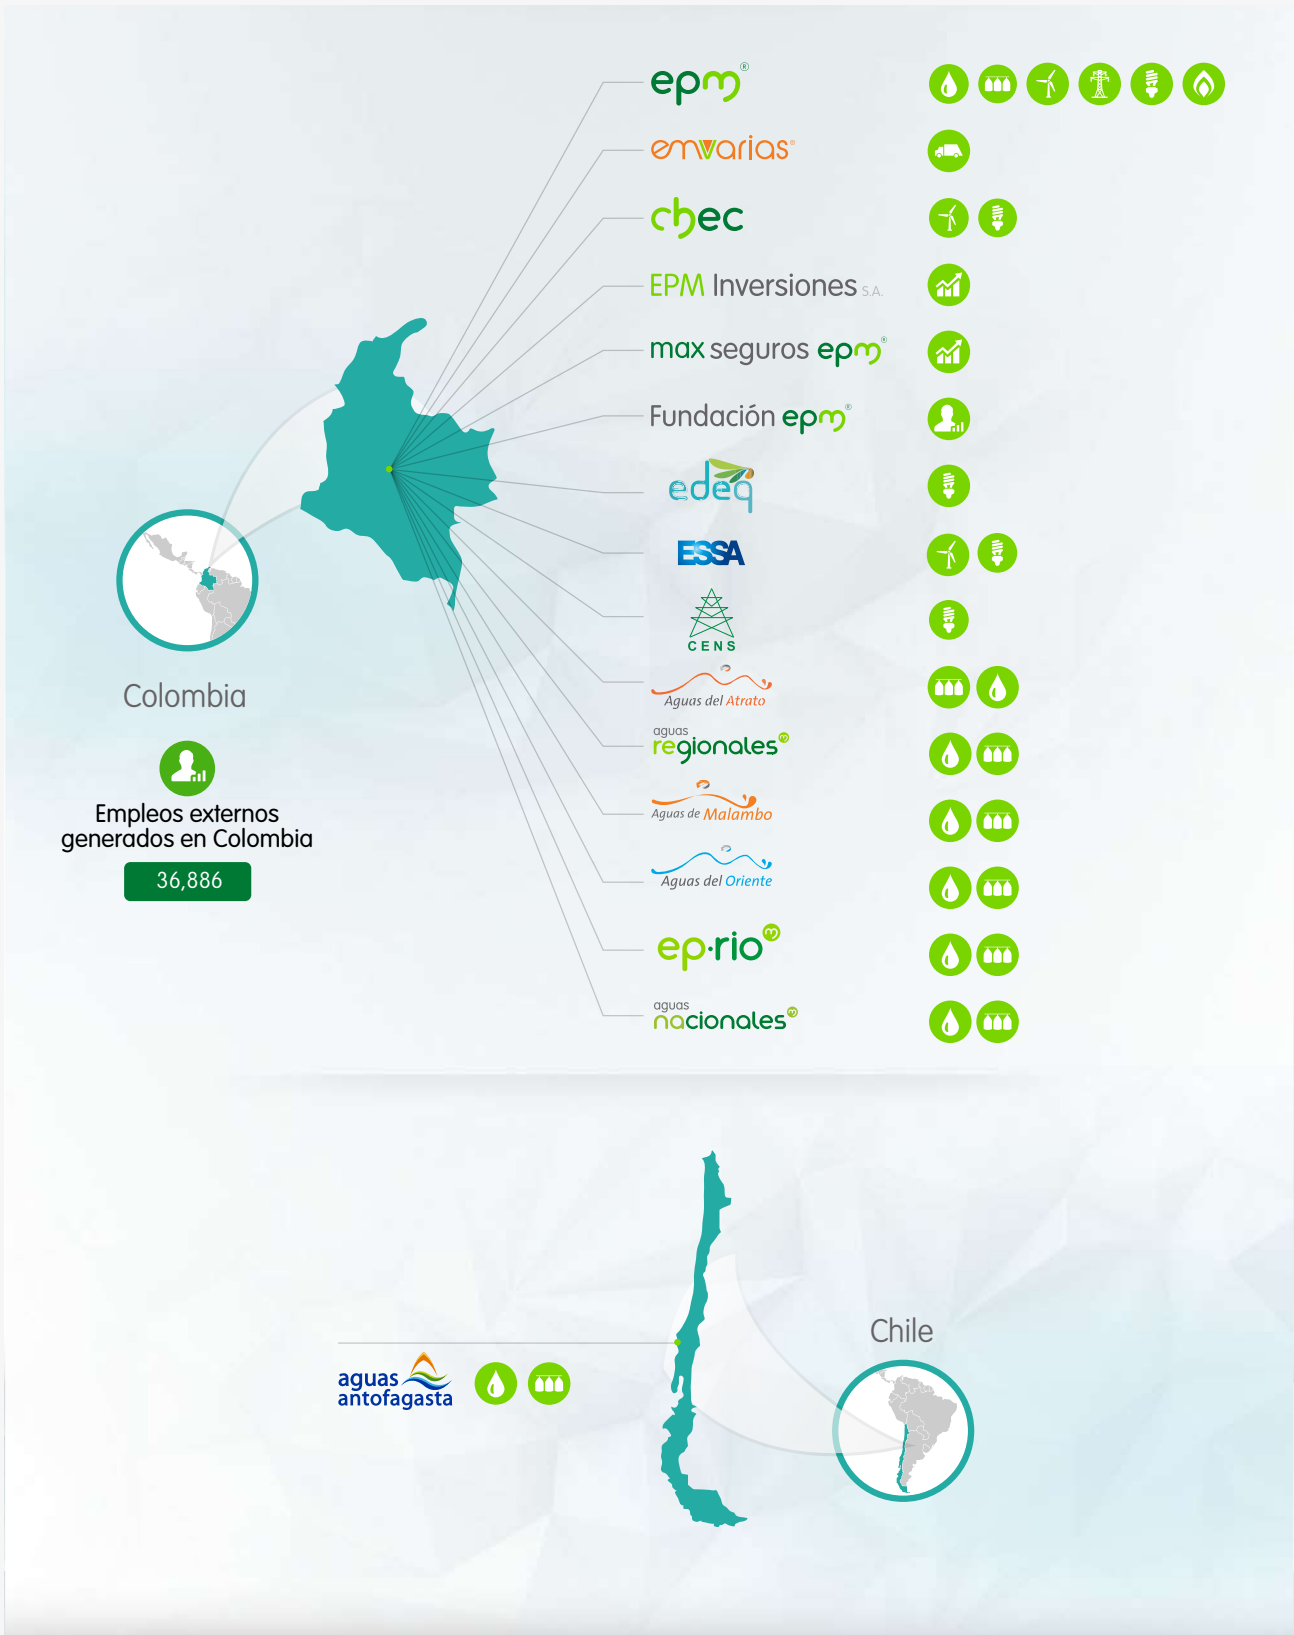 epm®
emvarias®
chec
EPM Inversiones S.A.
max seguros epm®
Fundación epm®
edeq
ESSA
CENS
Aguas del Atrato
aguas
regionales
Aguas de Malambo
Aguas del Oriente
ep·rio
aguas
nacionales
Colombia
Empleos externos
generados en Colombia
36,886
Chile
aguas
antofagasta